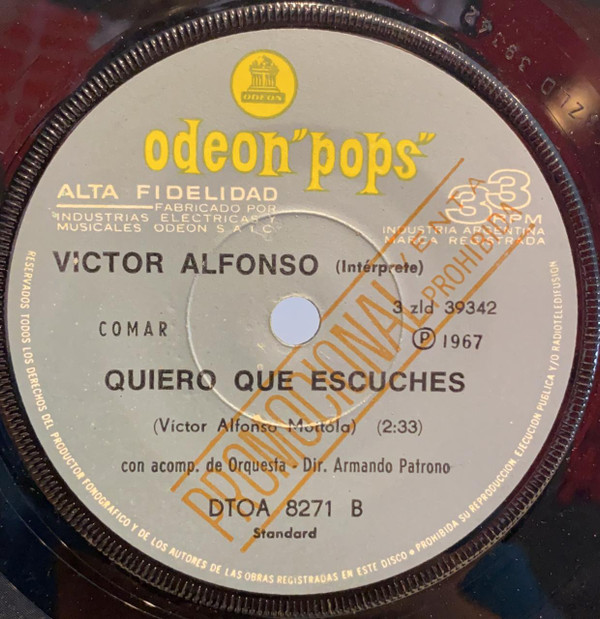 ODEON
odeon "pops"
ALTA FIDELIDAD
FABRICADO POR
INDUSTRIAS ELECTRICAS Y
MUSICALES ODEON S.A.I.C.
33
RPM
INDUSTRIA ARGENTINA
MARCA REGISTRADA
VICTOR ALFONSO (Intérprete)
3 zld 39342
COMAR
℗ 1967
QUIERO QUE ESCUCHES
(Víctor Alfonso Mottola) (2:33)
con acomp. de Orquesta - Dir. Armando Patrono
DTOA 8271 B
Standard
PROMOCIONAL
VENTA
PROHIBIDA
RESERVADOS TODOS LOS DERECHOS DEL PRODUCTOR FONOGRAFICO Y DE LOS AUTORES DE LAS OBRAS REGISTRADAS EN ESTE DISCO • PROHIBIDA SU REPRODUCCION, EJECUCION PUBLICA Y/O RADIOTELEDIFUSION
ZLD 39342